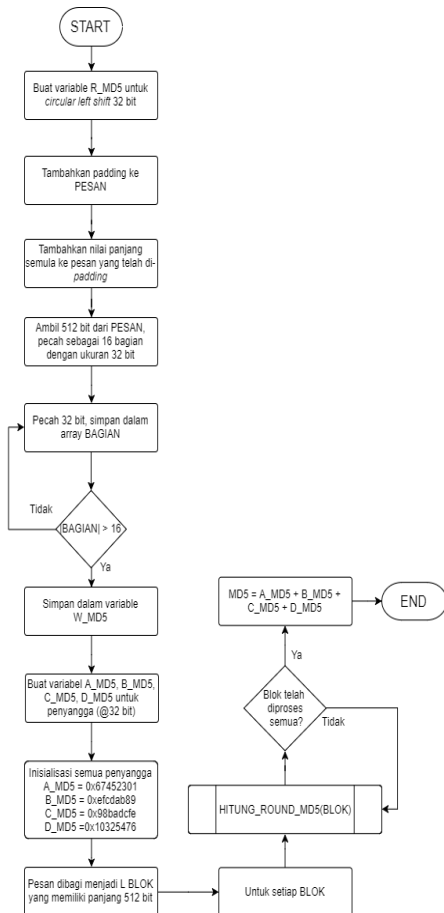 START
Buat variable R_MD5 untuk
circular left shift 32 bit
Tambahkan padding ke
PESAN
Tambahkan nilai panjang
semula ke pesan yang telah di-
padding
Ambil 512 bit dari PESAN,
pecah sebagai 16 bagian
dengan ukuran 32 bit
Pecah 32 bit, simpan dalam
array BAGIAN
Tidak
|BAGIAN| > 16
Ya
Simpan dalam variable
W_MD5
Buat variabel A_MD5, B_MD5,
C_MD5, D_MD5 untuk
penyangga (@32 bit)
Inisialisasi semua penyangga
A_MD5 = 0x67452301
B_MD5 = 0xefcdab89
C_MD5 = 0x98badcfe
D_MD5 =0x10325476
Pesan dibagi menjadi L BLOK
yang memiliki panjang 512 bit
Untuk setiap BLOK
HITUNG_ROUND_MD5(BLOK)
Blok telah
diproses
semua?
Tidak
Ya
MD5 = A_MD5 + B_MD5 +
C_MD5 + D_MD5
END